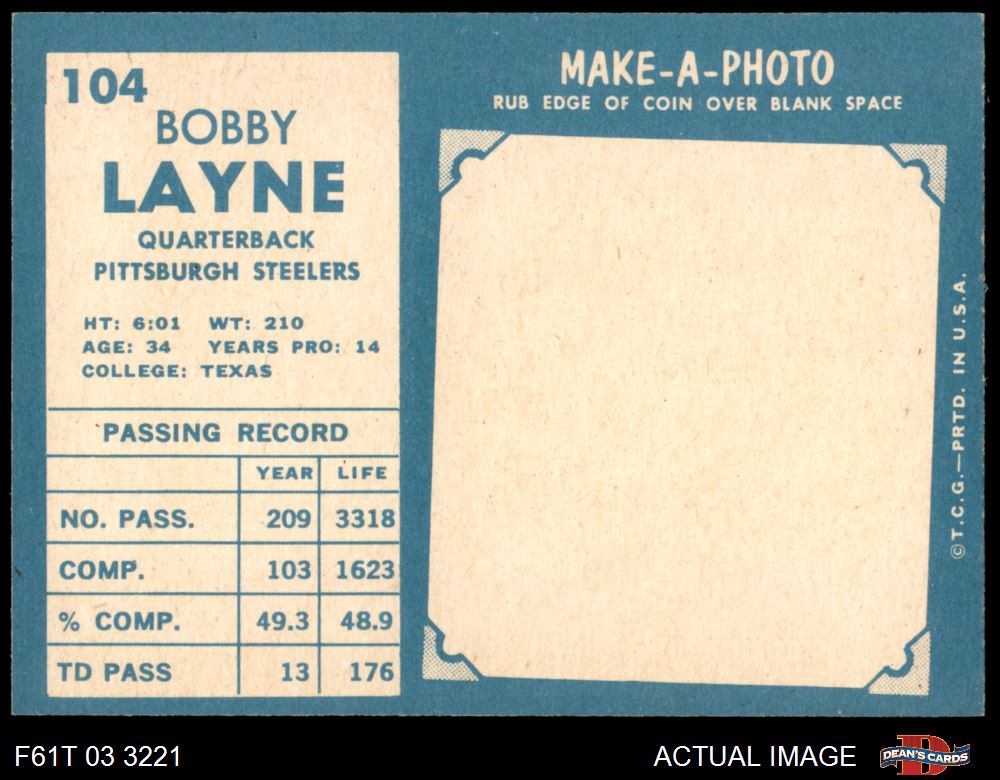 104
BOBBY
LAYNE
QUARTERBACK
PITTSBURGH STEELERS
HT: 6:01 WT: 210
AGE: 34 YEARS PRO: 14
COLLEGE: TEXAS
PASSING RECORD
YEAR LIFE
NO. PASS. 209 3318
COMP. 103 1623
% COMP. 49.3 48.9
TD PASS 13 176
MAKE-A-PHOTO
RUB EDGE OF COIN OVER BLANK SPACE
© T.C.G.—PRTD. IN U.S.A.
F61T 03 3221
ACTUAL IMAGE
D
DEAN'S CARDS